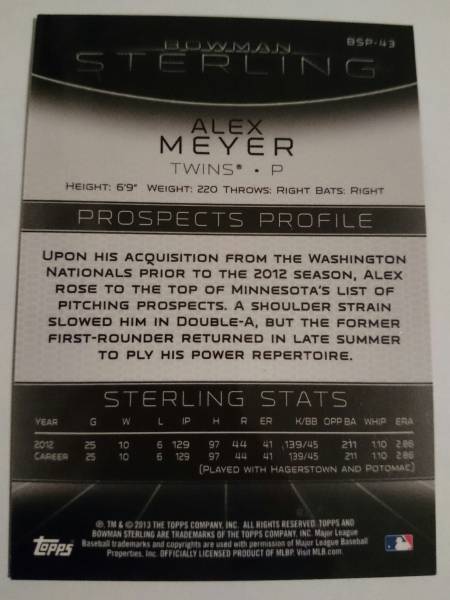 BOWMAN
BSP-43
STERLING
ALEX
MEYER
TWINS® • P
HEIGHT: 6'9" WEIGHT: 220 THROWS: RIGHT BATS: RIGHT
PROSPECTS PROFILE
UPON HIS ACQUISITION FROM THE WASHINGTON
NATIONALS PRIOR TO THE 2012 SEASON, ALEX
ROSE TO THE TOP OF MINNESOTA'S LIST OF
PITCHING PROSPECTS. A SHOULDER STRAIN
SLOWED HIM IN DOUBLE-A, BUT THE FORMER
FIRST-ROUNDER RETURNED IN LATE SUMMER
TO PLY HIS POWER REPERTOIRE.
STERLING STATS
YEAR G W L IP H R ER K/BB OPP BA WHIP ERA
2012 25 10 6 129 97 44 41 139/45 .211 1.10 2.86
CAREER 25 10 6 129 97 44 41 139/45 .211 1.10 2.86
(PLAYED WITH HAGERSTOWN AND POTOMAC)
®, TM & © 2013 THE TOPPS COMPANY, INC. ALL RIGHTS RESERVED. TOPPS AND
BOWMAN STERLING ARE TRADEMARKS OF THE TOPPS COMPANY, INC. Major League
Baseball trademarks and copyrights are used with permission of Major League Baseball
Properties, Inc. OFFICIALLY LICENSED PRODUCT OF MLBP. Visit MLB.com.
Topps